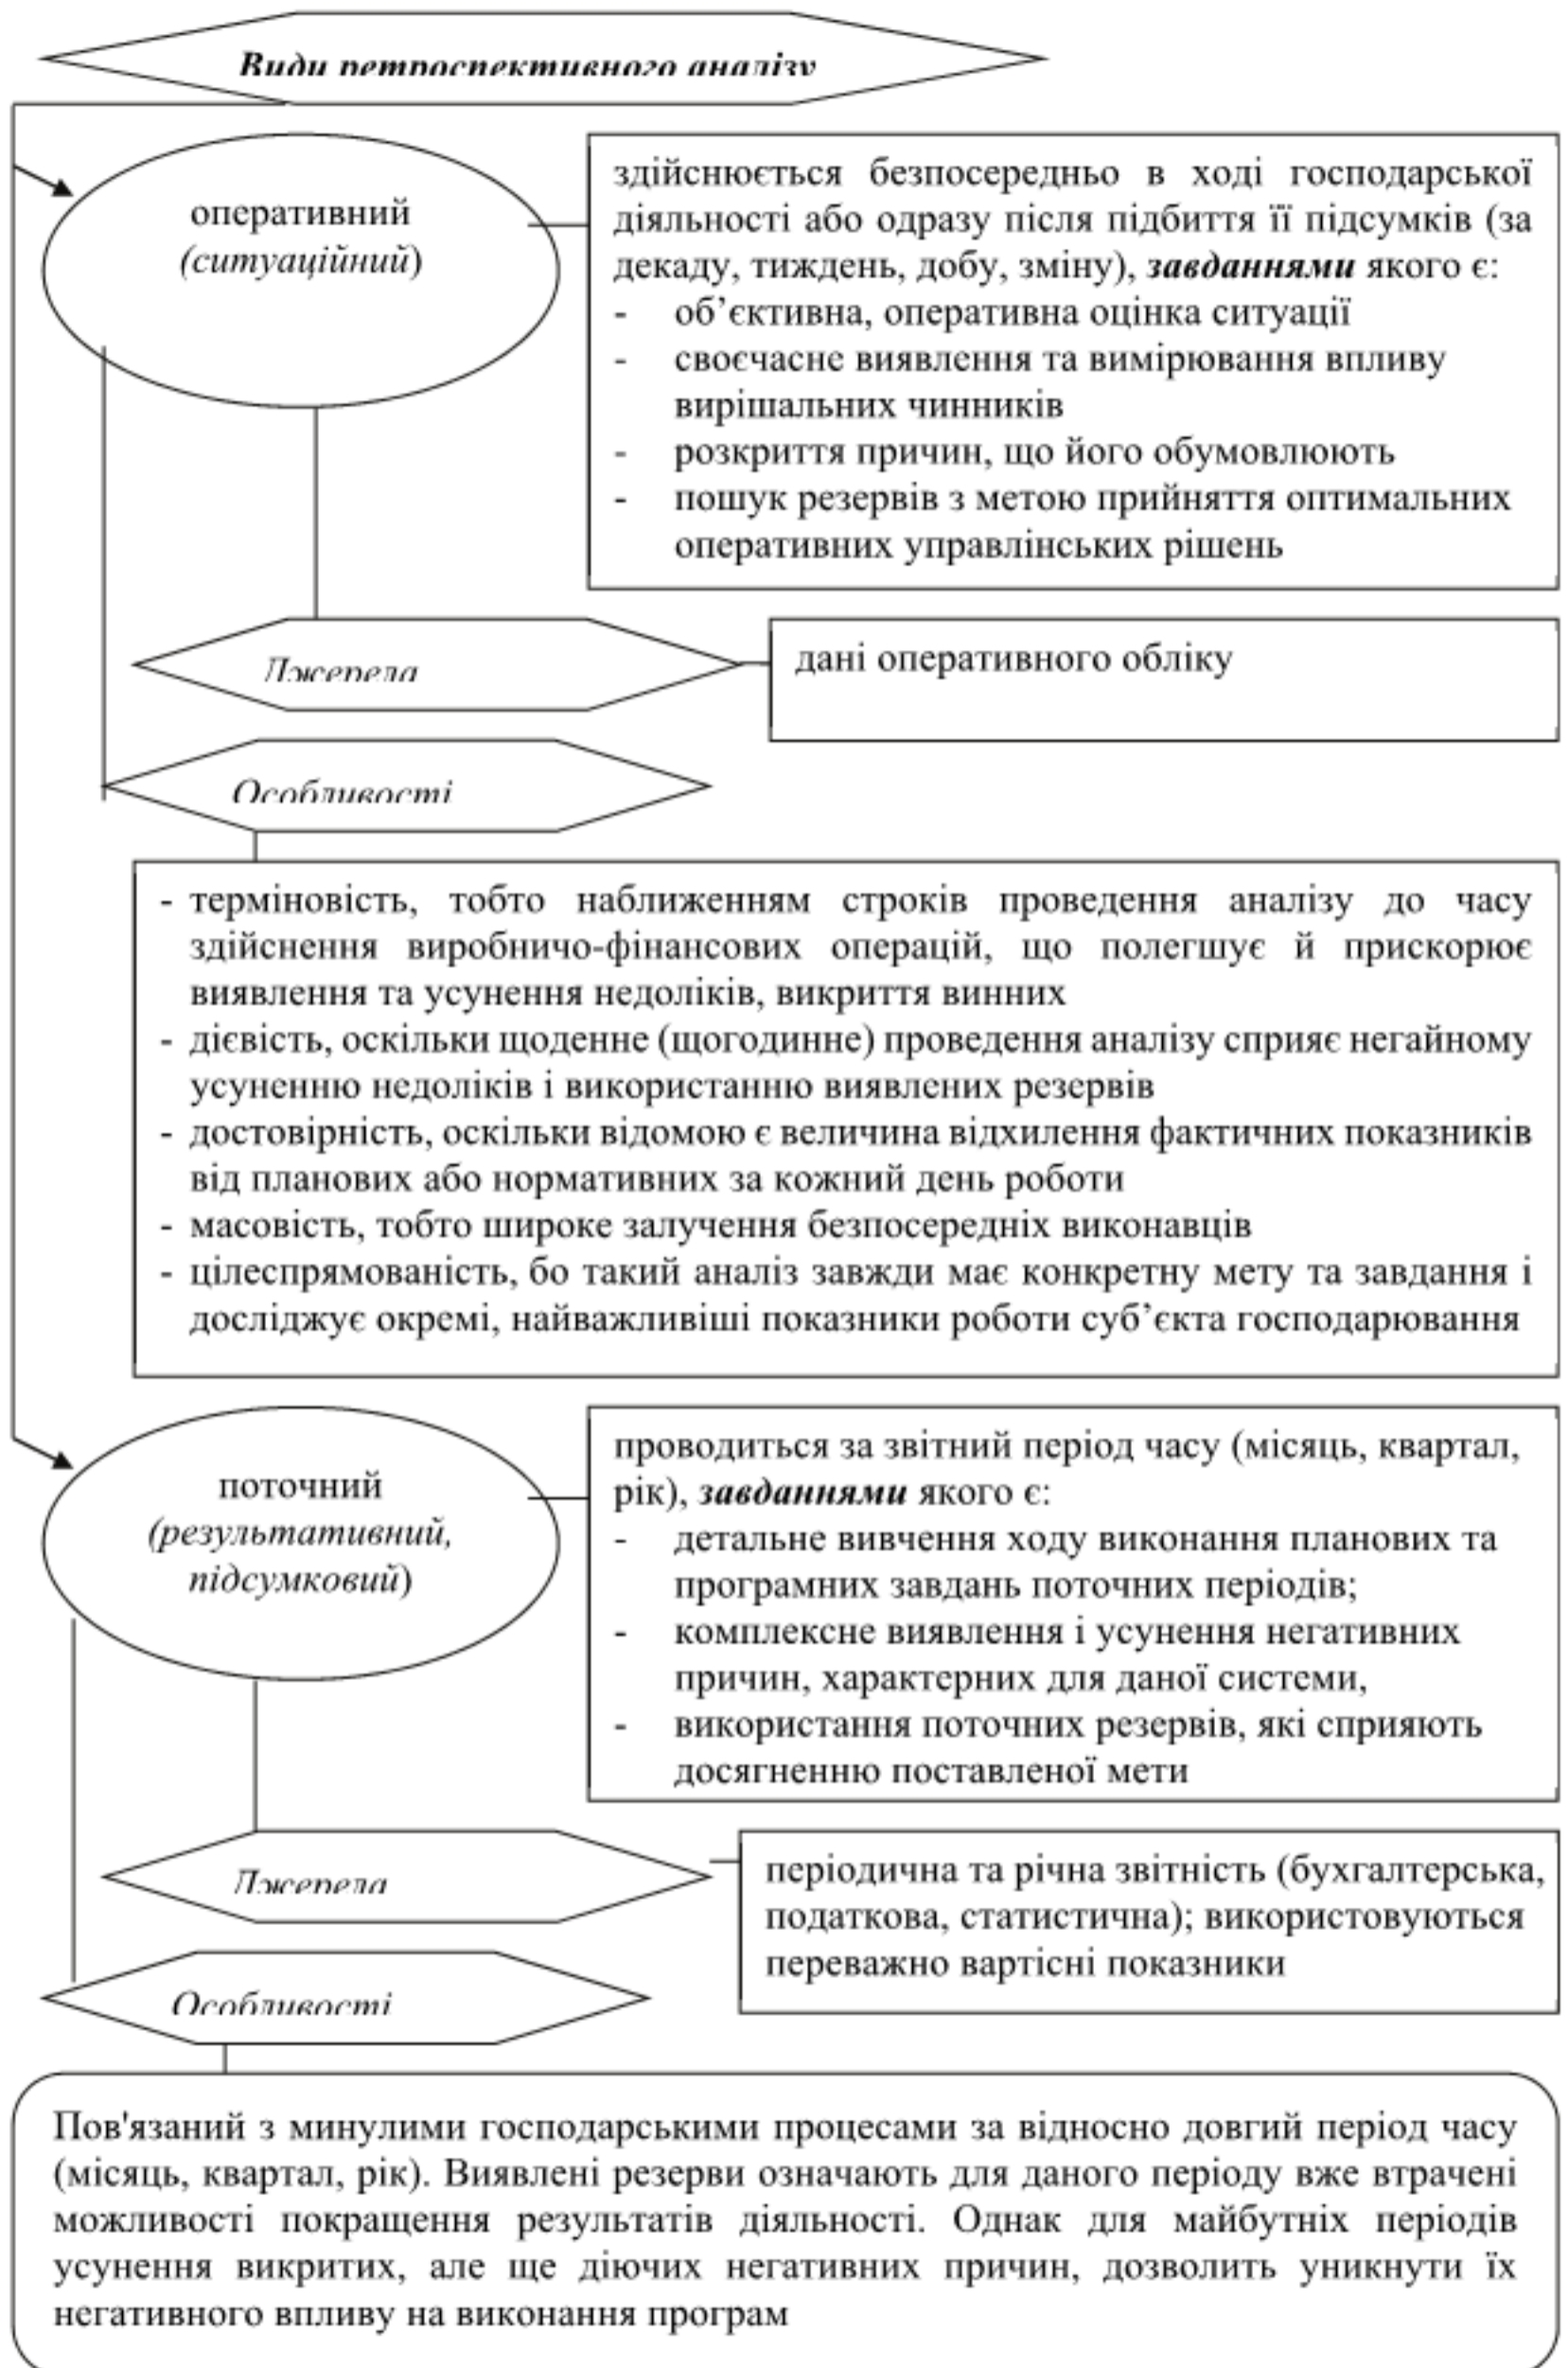 Види ретроспективного аналізу
оперативний
(ситуаційний)
здійснюється безпосередньо в ході господарської
діяльності або одразу після підбиття її підсумків (за
декаду, тиждень, добу, зміну), завданнями якого є:
- об’єктивна, оперативна оцінка ситуації
- своєчасне виявлення та вимірювання впливу
вирішальних чинників
- розкриття причин, що його обумовлюють
- пошук резервів з метою прийняття оптимальних
оперативних управлінських рішень
Джерела
дані оперативного обліку
Особливості
- терміновість, тобто наближенням строків проведення аналізу до часу
здійснення виробничо-фінансових операцій, що полегшує й прискорює
виявлення та усунення недоліків, викриття винних
- дієвість, оскільки щоденне (щогодинне) проведення аналізу сприяє негайному
усуненню недоліків і використанню виявлених резервів
- достовірність, оскільки відомою є величина відхилення фактичних показників
від планових або нормативних за кожний день роботи
- масовість, тобто широке залучення безпосередніх виконавців
- цілеспрямованість, бо такий аналіз завжди має конкретну мету та завдання і
досліджує окремі, найважливіші показники роботи суб’єкта господарювання
поточний
(результативний,
підсумковий)
проводиться за звітний період часу (місяць, квартал,
рік), завданнями якого є:
- детальне вивчення ходу виконання планових та
програмних завдань поточних періодів;
- комплексне виявлення і усунення негативних
причин, характерних для даної системи,
- використання поточних резервів, які сприяють
досягненню поставленої мети
Джерела
періодична та річна звітність (бухгалтерська,
податкова, статистична); використовуються
переважно вартісні показники
Особливості
Пов'язаний з минулими господарськими процесами за відносно довгий період часу
(місяць, квартал, рік). Виявлені резерви означають для даного періоду вже втрачені
можливості покращення результатів діяльності. Однак для майбутніх періодів
усунення викритих, але ще діючих негативних причин, дозволить уникнути їх
негативного впливу на виконання програм